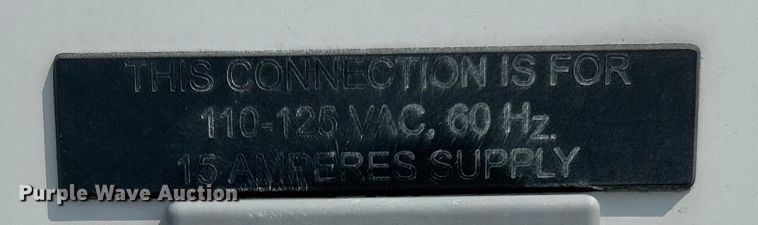 THIS CONNECTION IS FOR
110-125 VAC, 60 Hz.
15 AMPERES SUPPLY
Purple Wave Auction